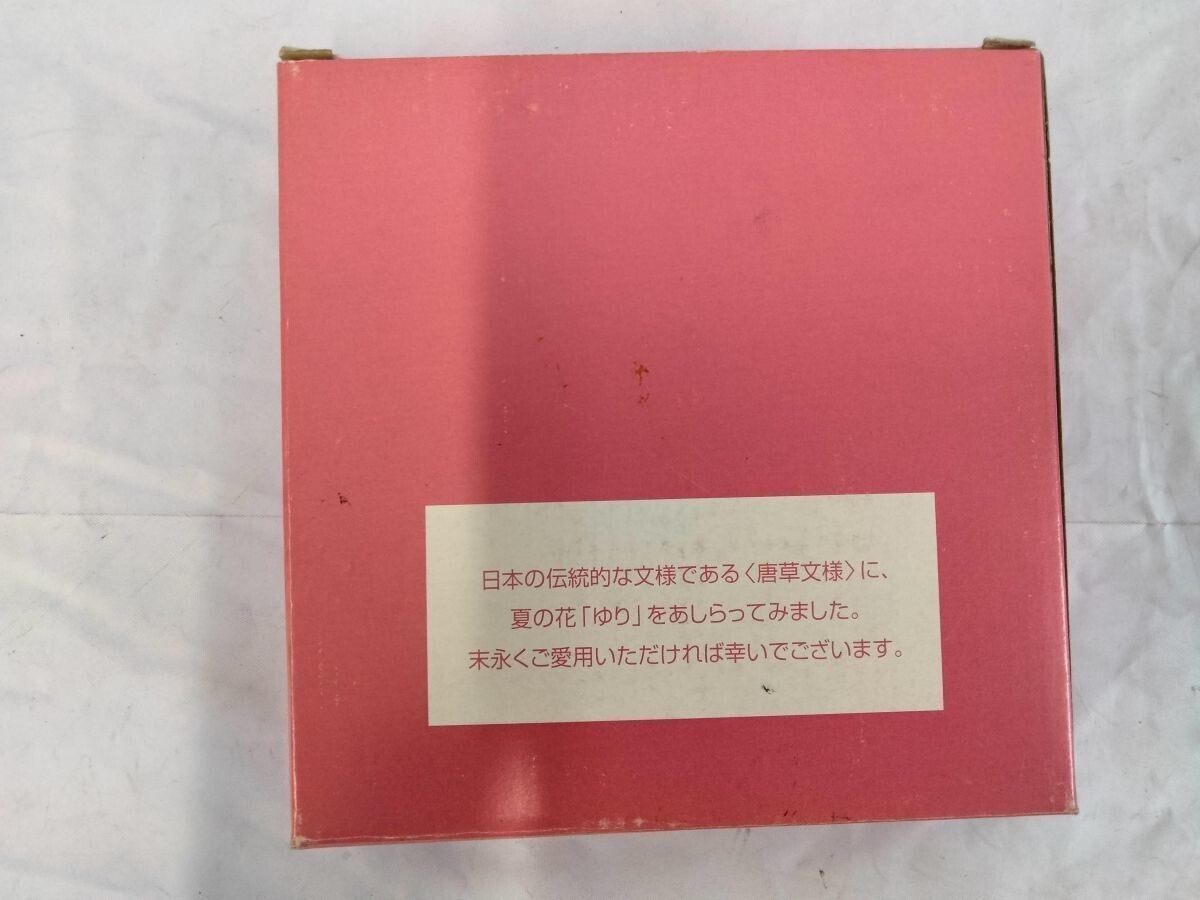 日本の伝統的な文様である〈唐草文様〉に、
夏の花「ゆり」をあしらってみました。
末永くご愛用いただければ幸いでございます。